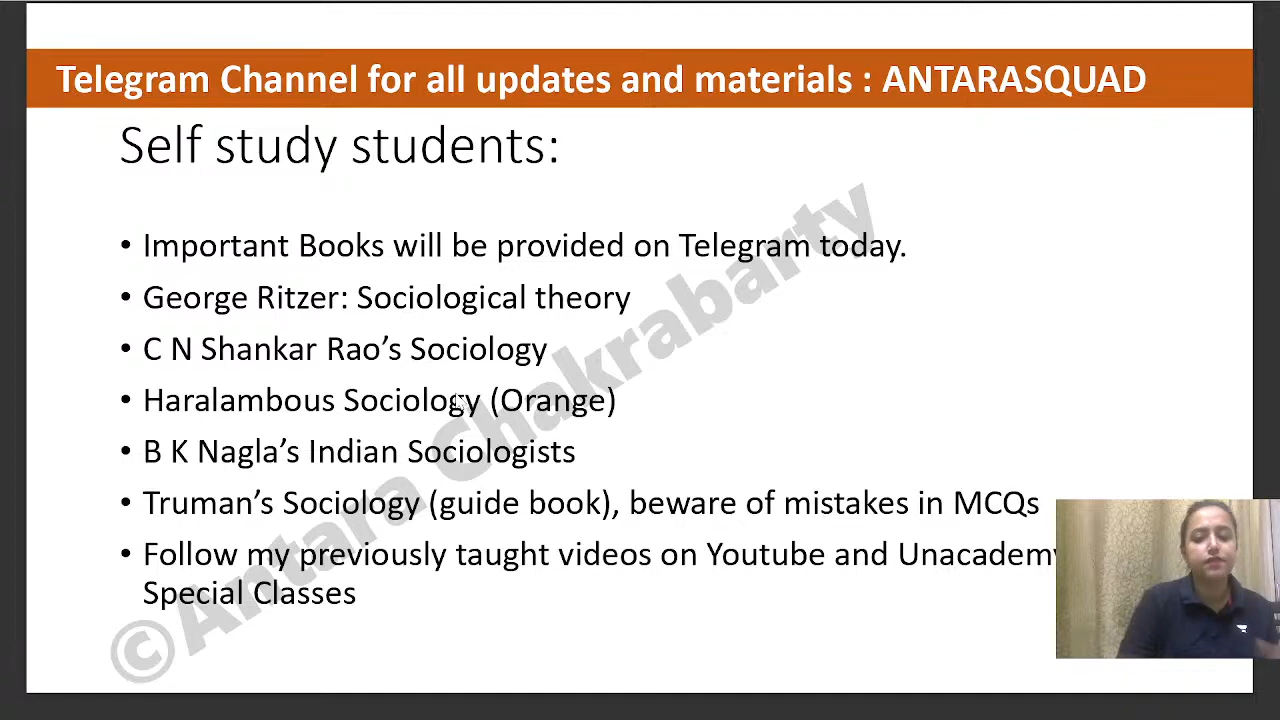 Telegram Channel for all updates and materials : ANTARASQUAD
Self study students:
• Important Books will be provided on Telegram today.
• George Ritzer: Sociological theory
• C N Shankar Rao’s Sociology
• Haralambous Sociology (Orange)
• B K Nagla’s Indian Sociologists
• Truman’s Sociology (guide book), beware of mistakes in MCQs
• Follow my previously taught videos on Youtube and Unacademy
Special Classes
©Antara Chakrabarty